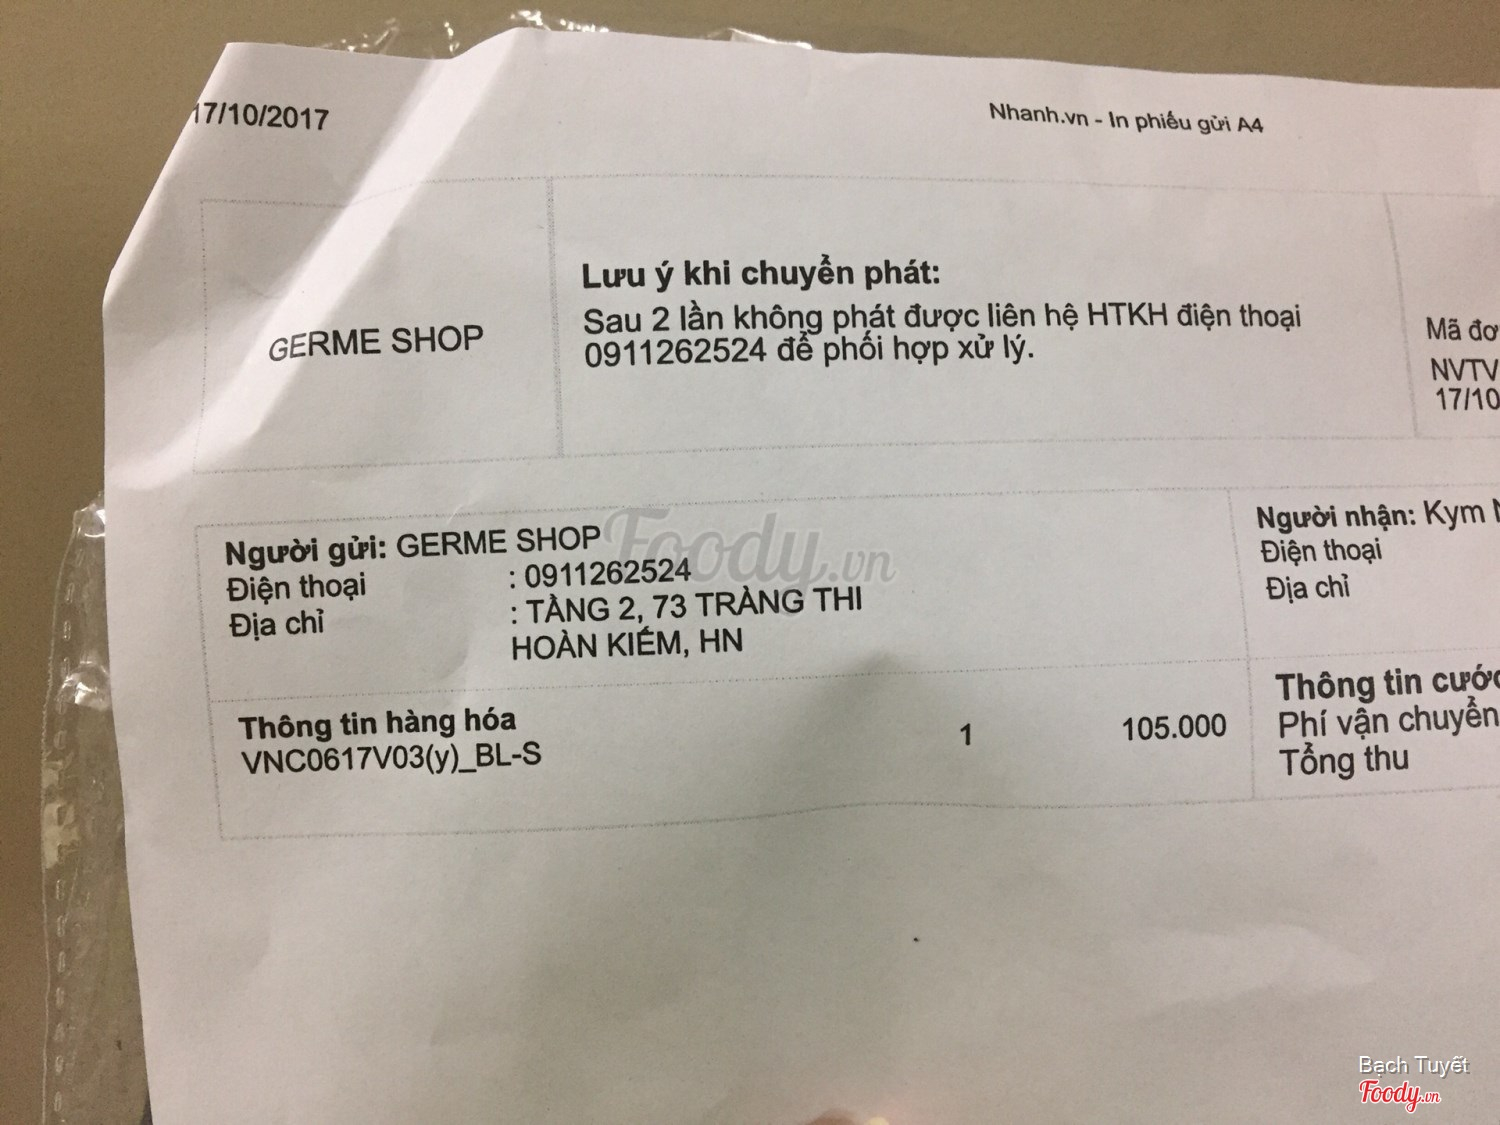 17/10/2017
Nhanh.vn - In phiếu gửi A4
GERME SHOP
Lưu ý khi chuyển phát:
Sau 2 lần không phát được liên hệ HTKH điện thoại
0911262524 để phối hợp xử lý.
Mã đơ
NVTV
17/10
Người gửi: GERME SHOP
Điện thoại : 0911262524
Địa chỉ : TẦNG 2, 73 TRÀNG THI
HOÀN KIẾM, HN
Người nhận: Kym
Điện thoại
Địa chỉ
Thông tin hàng hóa
VNC0617V03(y)_BL-S 1 105.000
Thông tin cước
Phí vận chuyển
Tổng thu
Foody.vn
Bạch Tuyết
Foody.vn